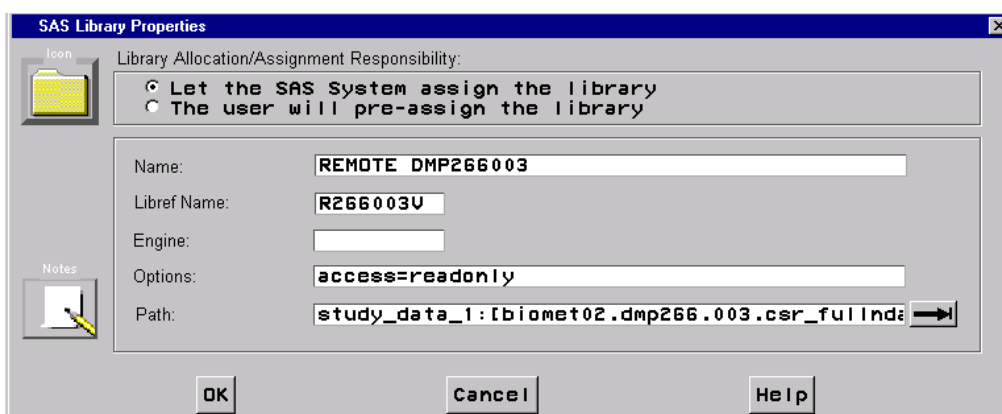 SAS Library Properties
Icon
Library Allocation/Assignment Responsibility:
Let the SAS System assign the library
The user will pre-assign the library
Name: REMOTE DMP266003
Libref Name: R266003V
Engine:
Notes
Options: access=readonly
Path: study_data_1:[biomet02.dmp266.003.csr_fullnda
OK Cancel Help